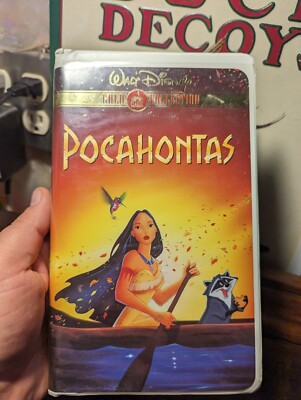 DECOY
WALT DISNEY
GOLD COLLECTION
POCAHONTAS